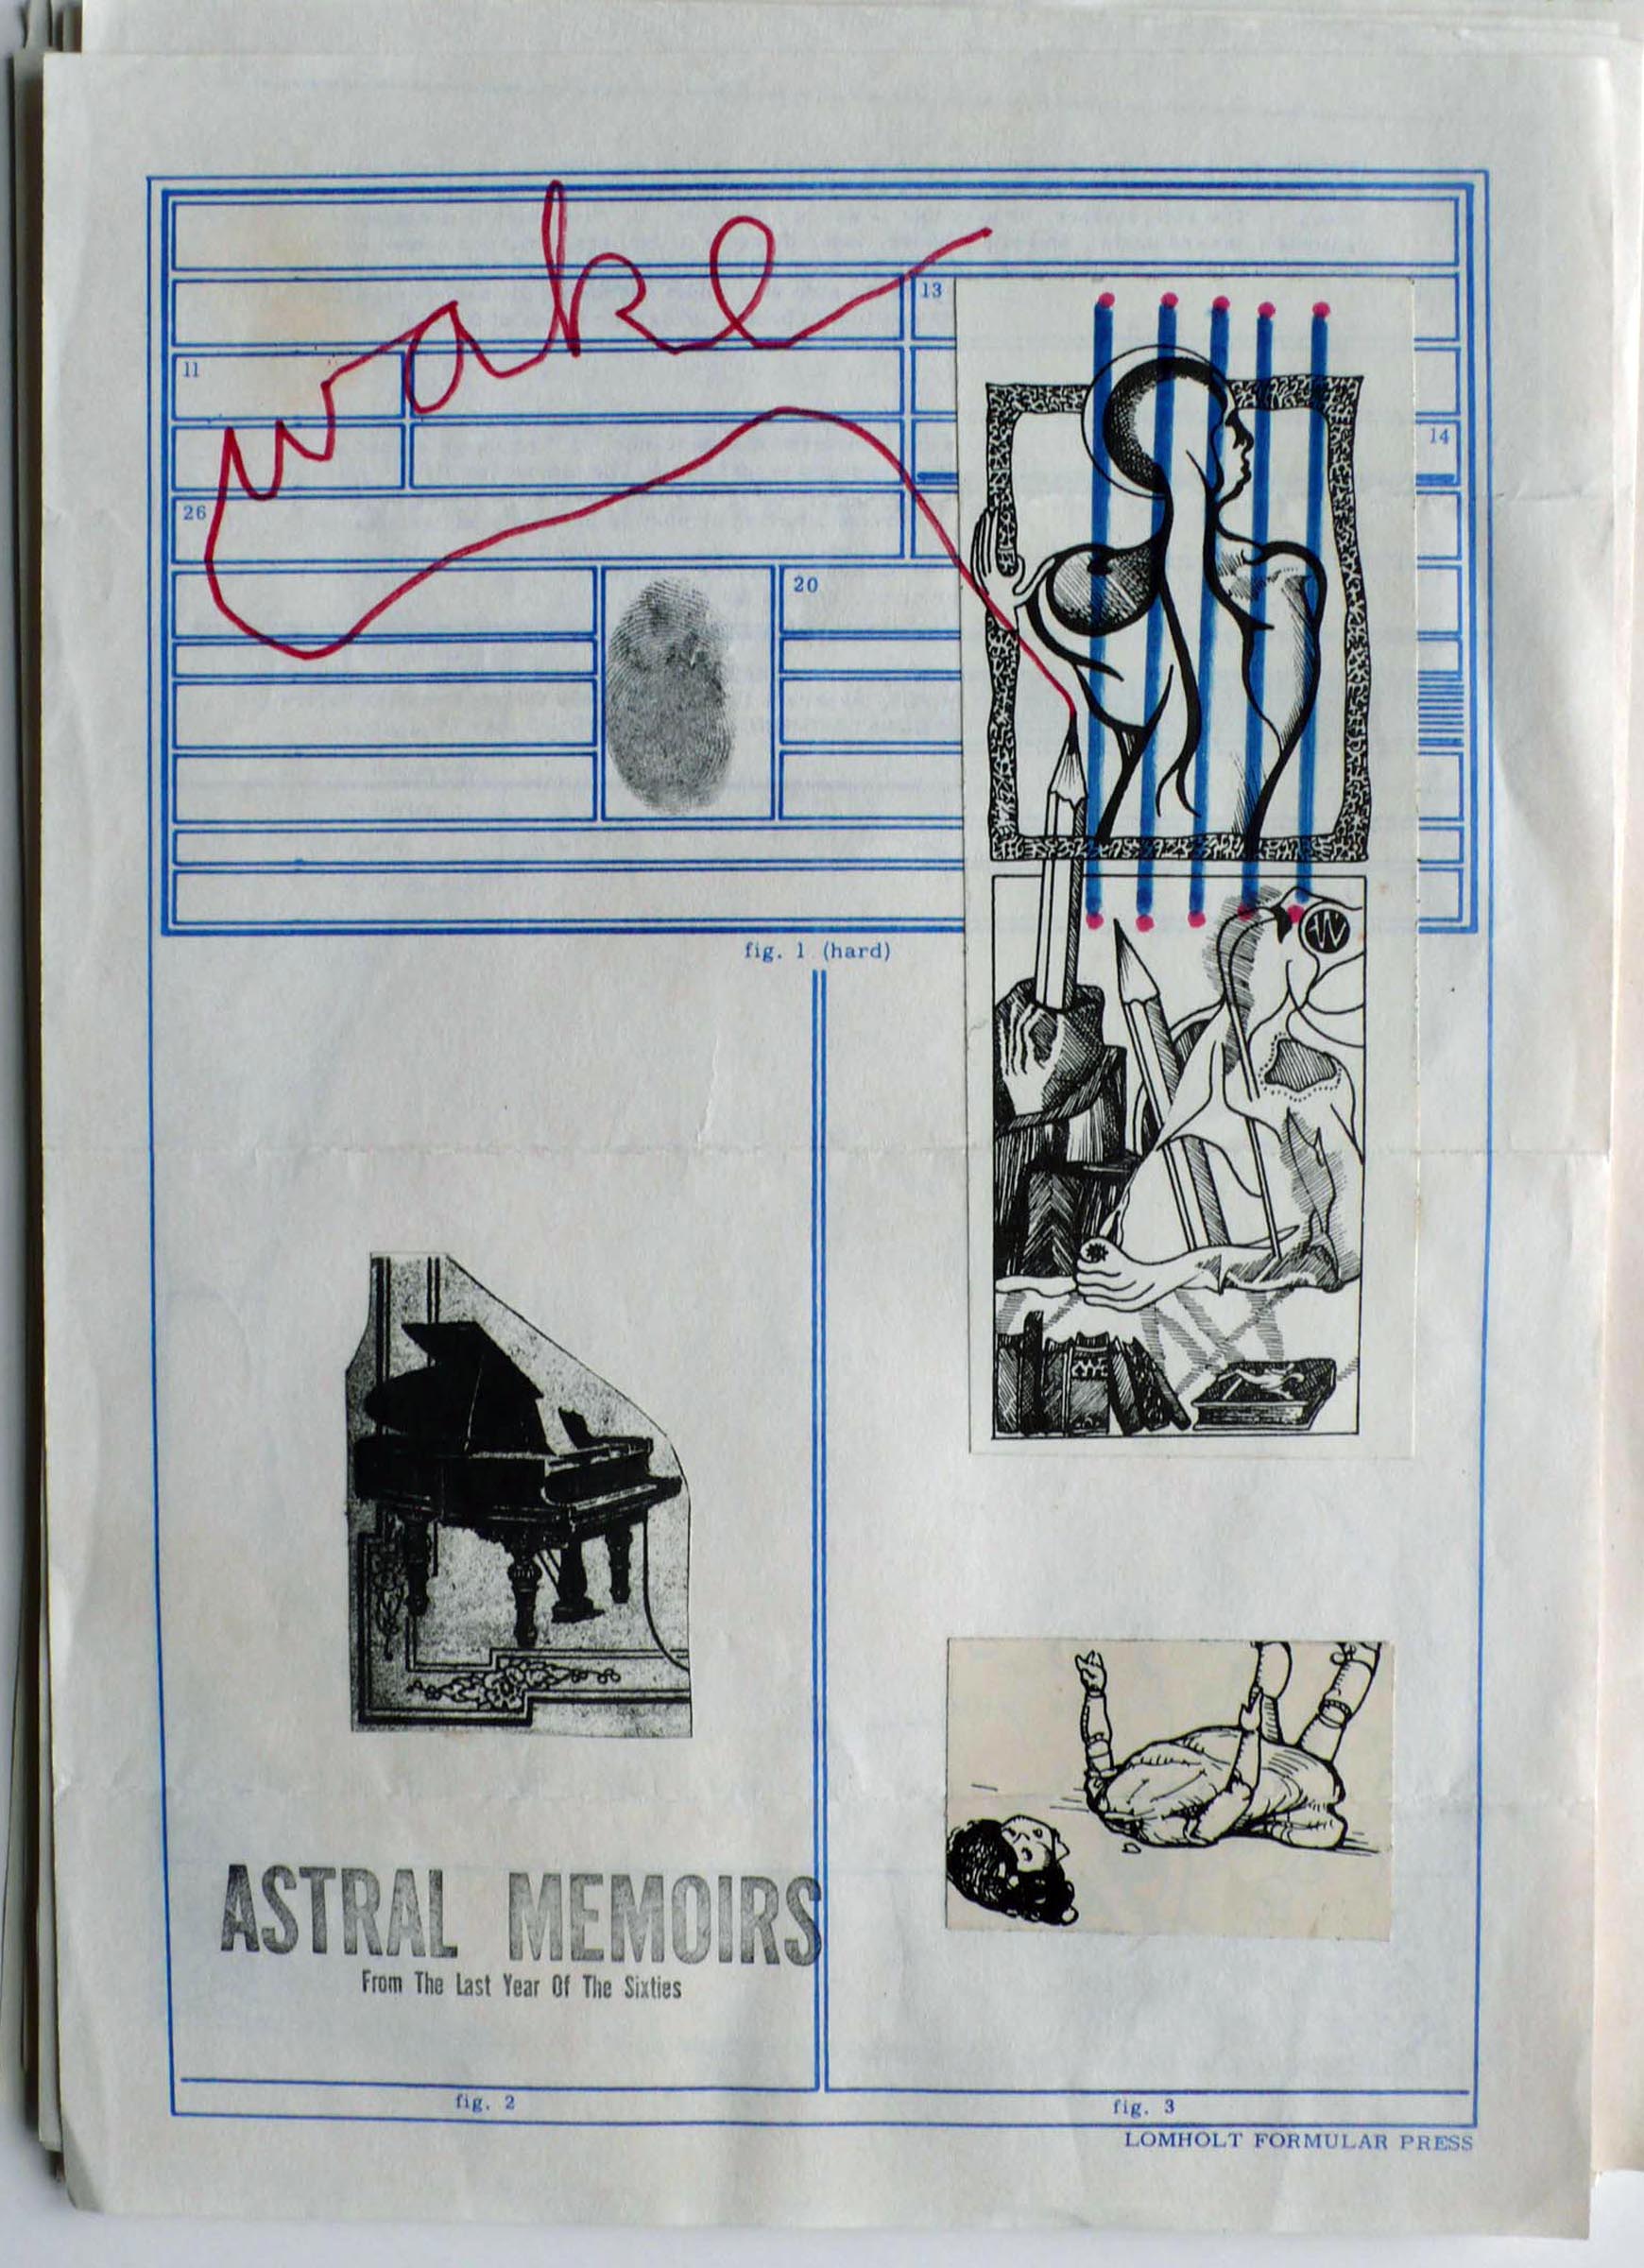 wake
13
11
14
26
20
fig. 1 (hard)
W
ASTRAL MEMOIRS
From The Last Year Of The Sixties
fig. 2
fig. 3
LOMHOLT FORMULAR PRESS